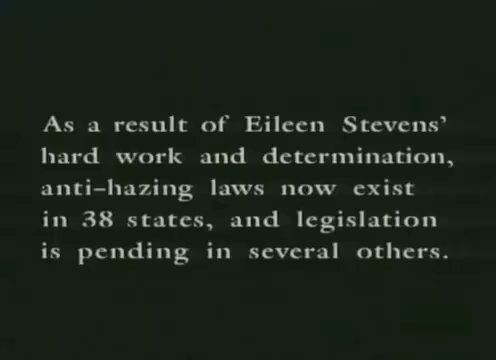 As a result of Eileen Stevens'
hard work and determination,
anti-hazing laws now exist
in 38 states, and legislation
is pending in several others.